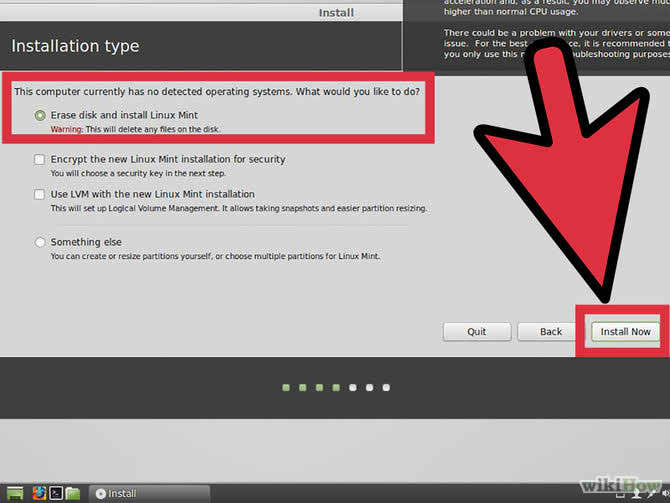 Install
acceleration and, as a result, you may observe much
higher than normal CPU usage.
There could be a problem with your drivers or some
issue. For the best
ce, it is recommended t
you only use this
troubleshooting purposes
Installation type
This computer currently has no detected operating systems. What would you like to do?
Erase disk and install Linux Mint
Warning: This will delete any files on the disk.
Encrypt the new Linux Mint installation for security
You will choose a security key in the next step.
Use LVM with the new Linux Mint installation
This will set up Logical Volume Management. It allows taking snapshots and easier partition resizing.
Something else
You can create or resize partitions yourself, or choose multiple partitions for Linux Mint.
Quit
Back
Install Now
Install
wikiHow